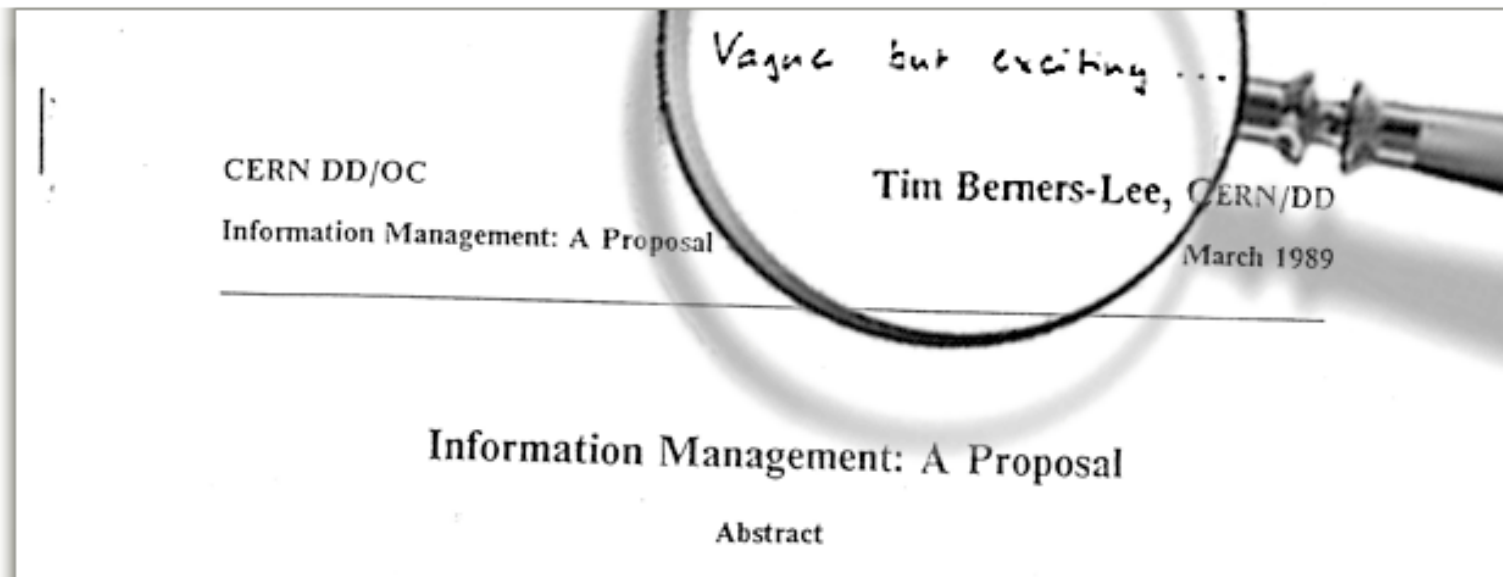 Vague but exciting ...
CERN DD/OC
Tim Berners-Lee, CERN/DD
Information Management: A Proposal
March 1989
Information Management: A Proposal
Abstract